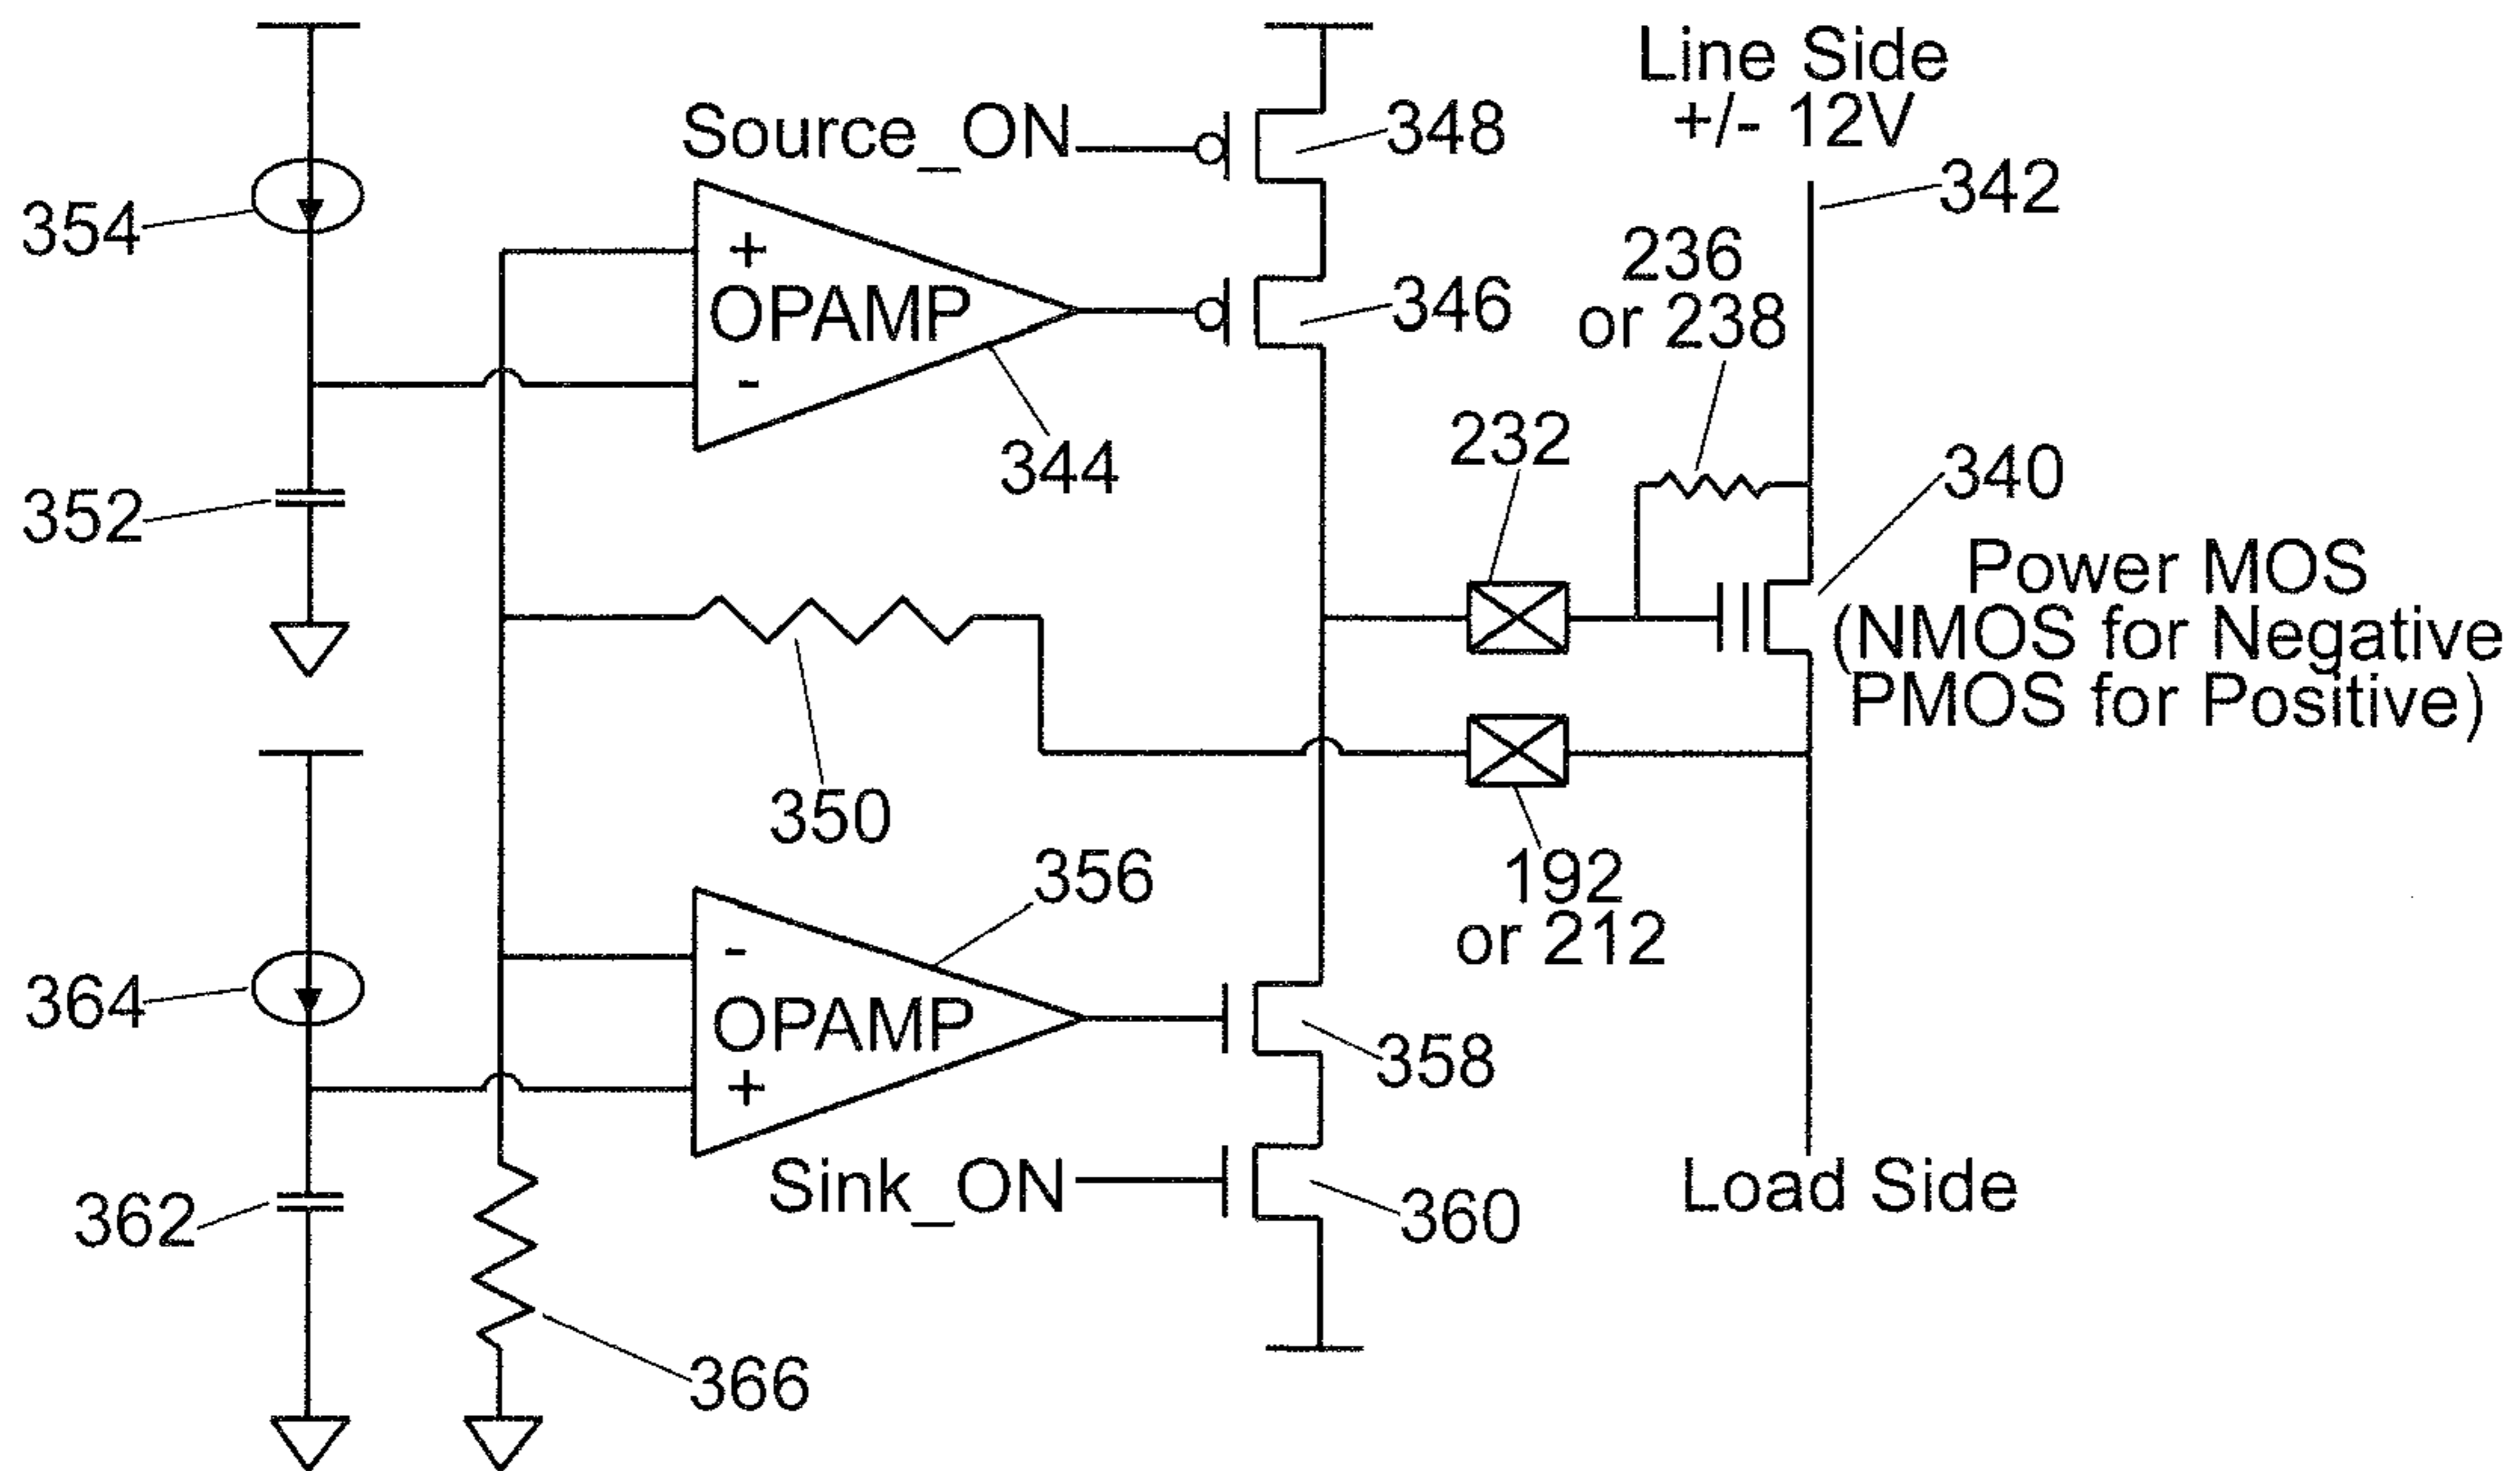 Line Side
+/- 12V
Source_ON
348
342
354
+
OPAMP
-
346
236
or 238
344
232
352
340
Power MOS
(NMOS for Negative
PMOS for Positive)
350
356
192
or 212
364
-
OPAMP
+
358
Sink_ON
362
360
Load Side
366